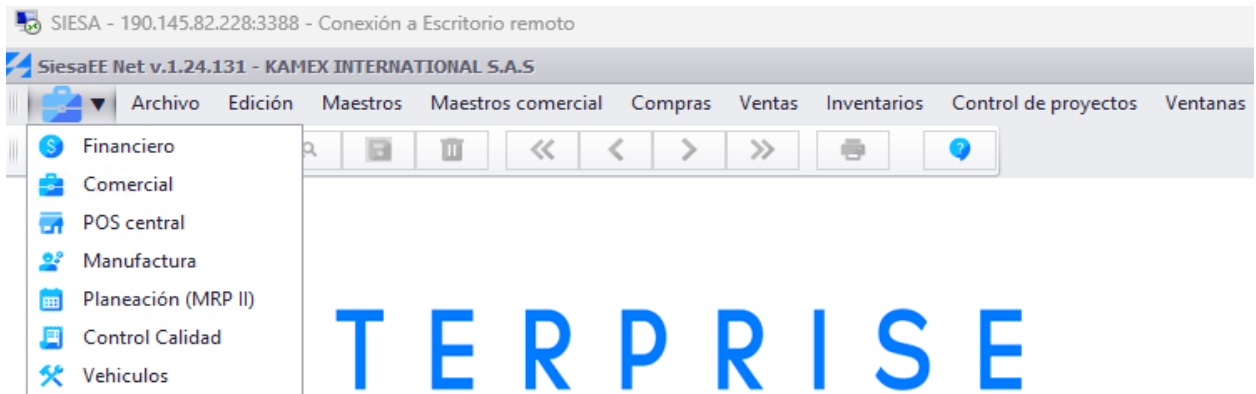 SIESA - 190.145.82.228:3388 - Conexión a Escritorio remoto
SiesaEE Net v.1.24.131 - KAMEX INTERNATIONAL S.A.S
Archivo Edición Maestros Maestros comercial Compras Ventas Inventarios Control de proyectos Ventanas
Financiero
Comercial
POS central
Manufactura
Planeación (MRP II)
Control Calidad
Vehiculos
TERPRISE